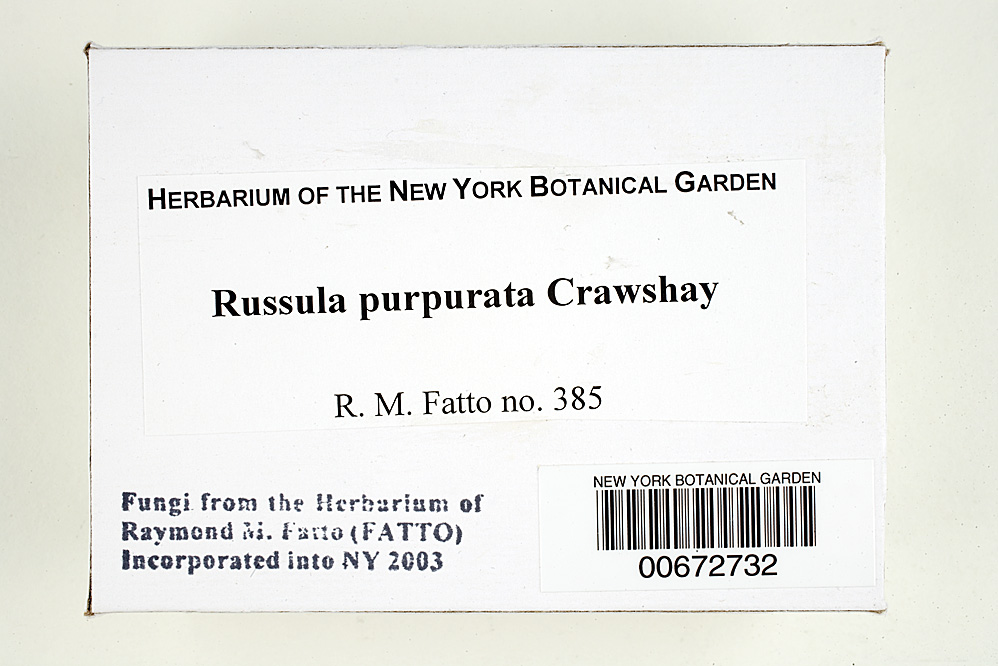 HERBARIUM OF THE NEW YORK BOTANICAL GARDEN
Russula purpurata Crawshay
R. M. Fatto no. 385
Fungi from the Herbarium of
Raymond M. Fatto (FATTO)
Incorporated into NY 2003
NEW YORK BOTANICAL GARDEN
00672732